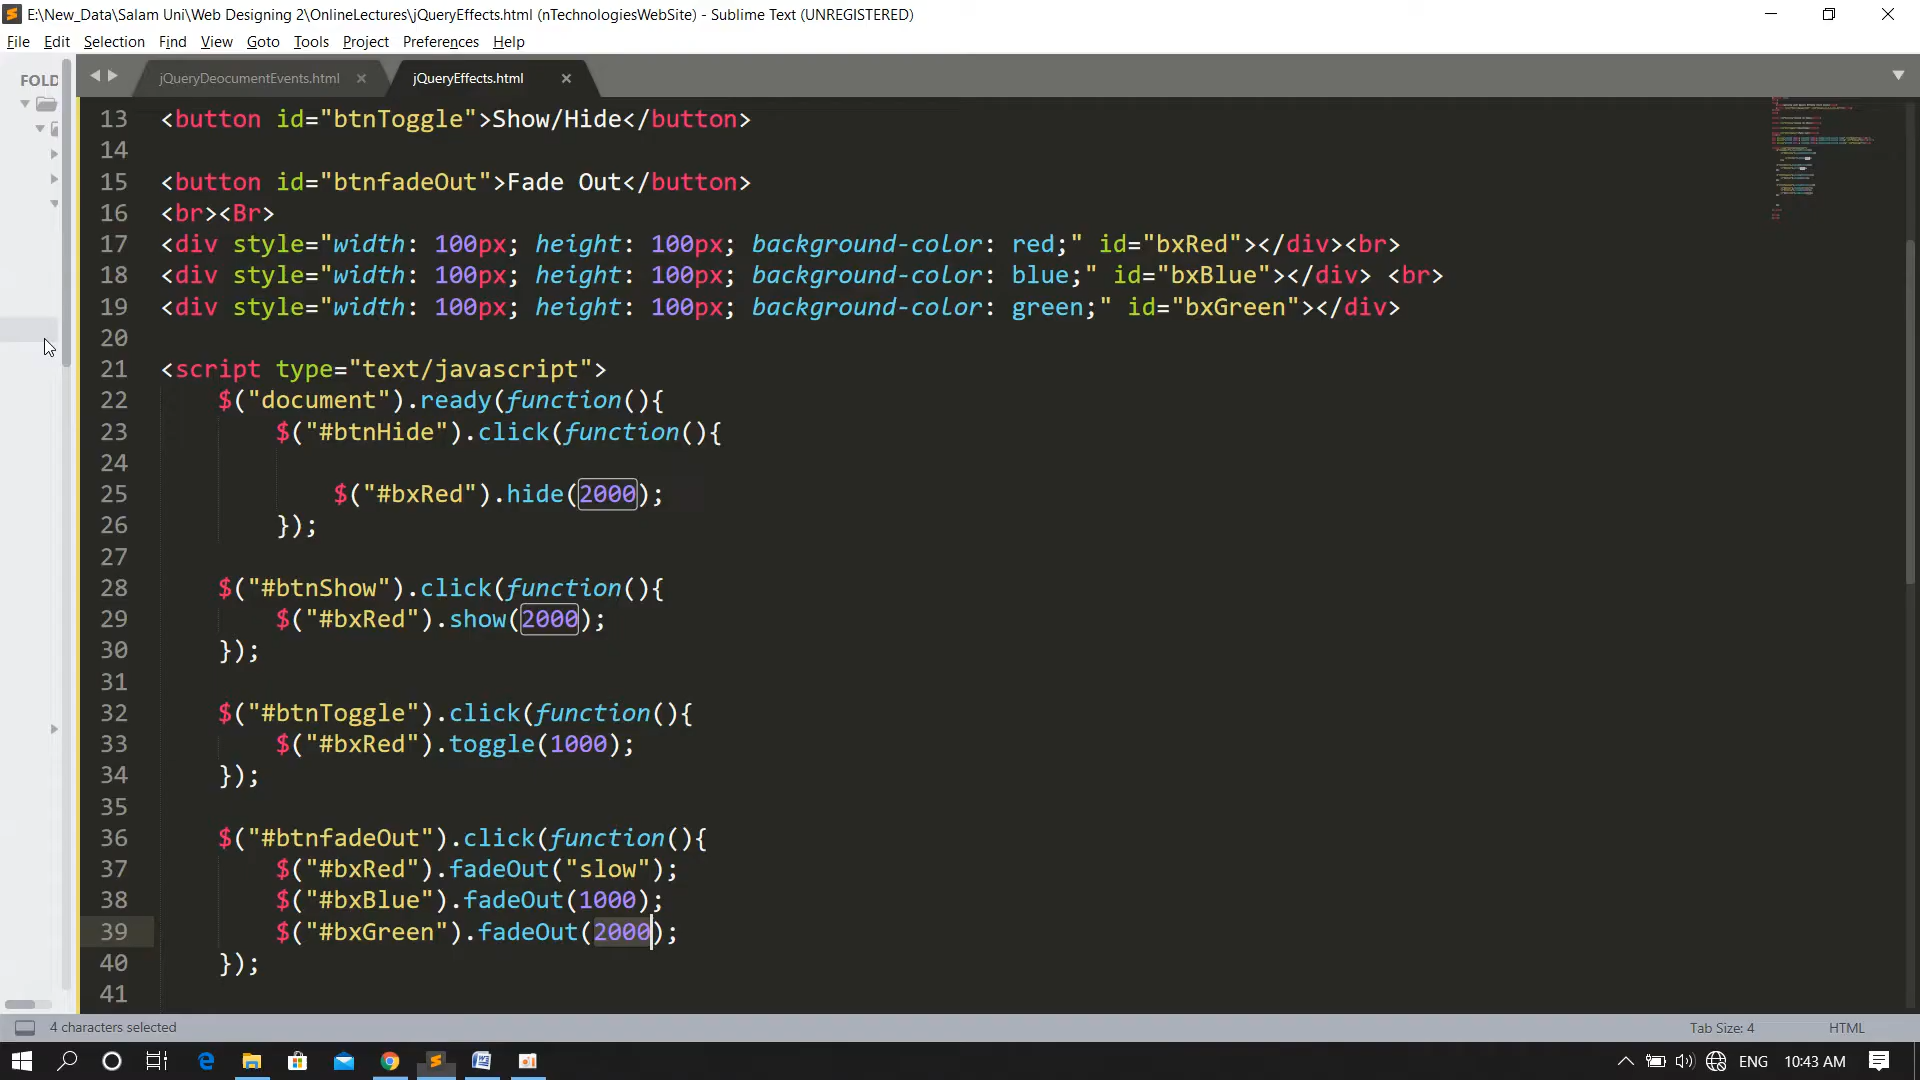 E:\New_Data\Salam Uni\Web Designing 2\OnlineLectures\jQueryEffects.html (nTechnologiesWebSite) - Sublime Text (UNREGISTERED)
File Edit Selection Find View Goto Tools Project Preferences Help
FOLD
jQueryDeocumentEvents.html
jQueryEffects.html
13 <button id="btnToggle">Show/Hide</button>
14
15 <button id="btnfadeOut">Fade Out</button>
16 <br><Br>
17 <div style="width: 100px; height: 100px; background-color: red;" id="bxRed"></div><br>
18 <div style="width: 100px; height: 100px; background-color: blue;" id="bxBlue"></div> <br>
19 <div style="width: 100px; height: 100px; background-color: green;" id="bxGreen"></div>
20
21 <script type="text/javascript">
22 $("document").ready(function(){
23 $("#btnHide").click(function(){
24
25 $("#bxRed").hide(2000);
26 });
27
28 $("#btnShow").click(function(){
29 $("#bxRed").show(2000);
30 });
31
32 $("#btnToggle").click(function(){
33 $("#bxRed").toggle(1000);
34 });
35
36 $("#btnfadeOut").click(function(){
37 $("#bxRed").fadeOut("slow");
38 $("#bxBlue").fadeOut(1000);
39 $("#bxGreen").fadeOut(2000);
40 });
41
4 characters selected
Tab Size: 4
HTML
ENG
10:43 AM